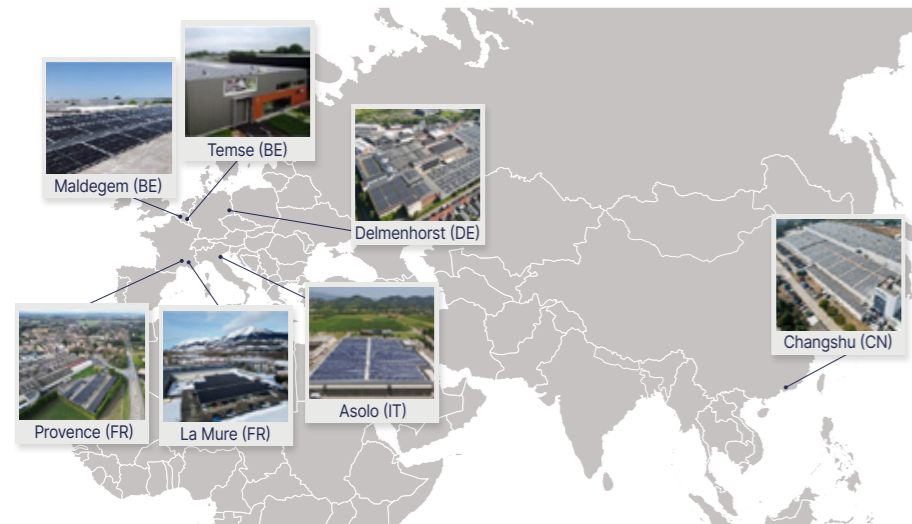 Temse (BE)
Maldegem (BE)
Delmenhorst (DE)
Changshu (CN)
Asolo (IT)
Provence (FR)
La Mure (FR)